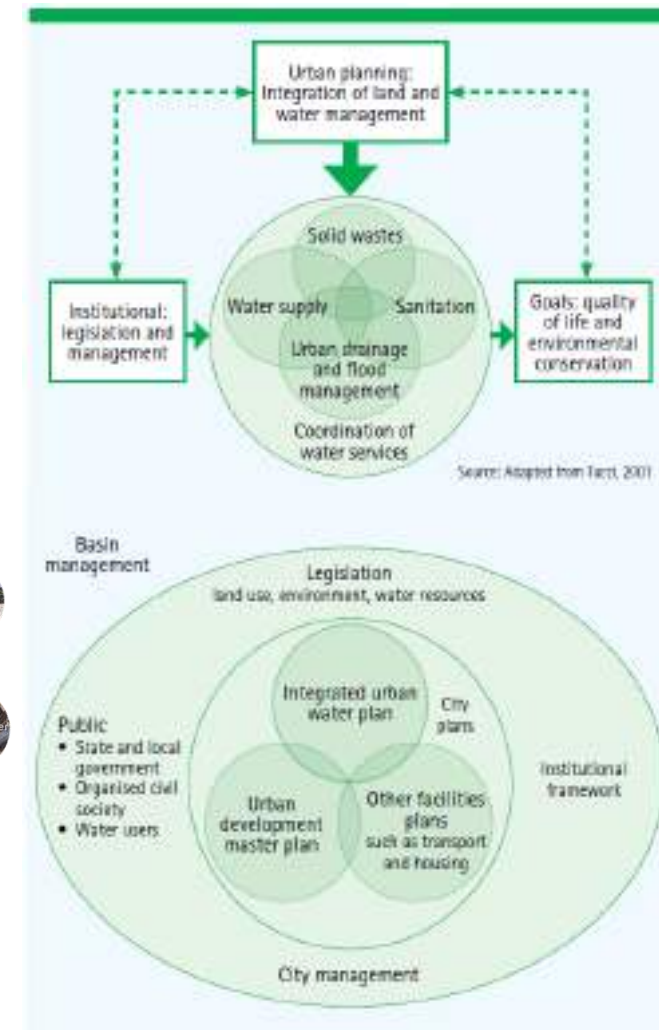 Urban planning:
Integration of land and
water management
Solid wastes
Institutional:
legislation and
management
Water supply
Sanitation
Goals: quality
of life and
environmental
conservation
Urban drainage
and flood
management
Coordination of
water services
Source: Adapted from Tucci, 2001
Basin
management
Legislation
land use, environment, water resources
Integrated urban
water plan
City
plans
Public
• State and local
government
• Organised civil
society
• Water users
Urban
development
master plan
Other facilities
plans
such as transport
and housing
Institutional
framework
City management